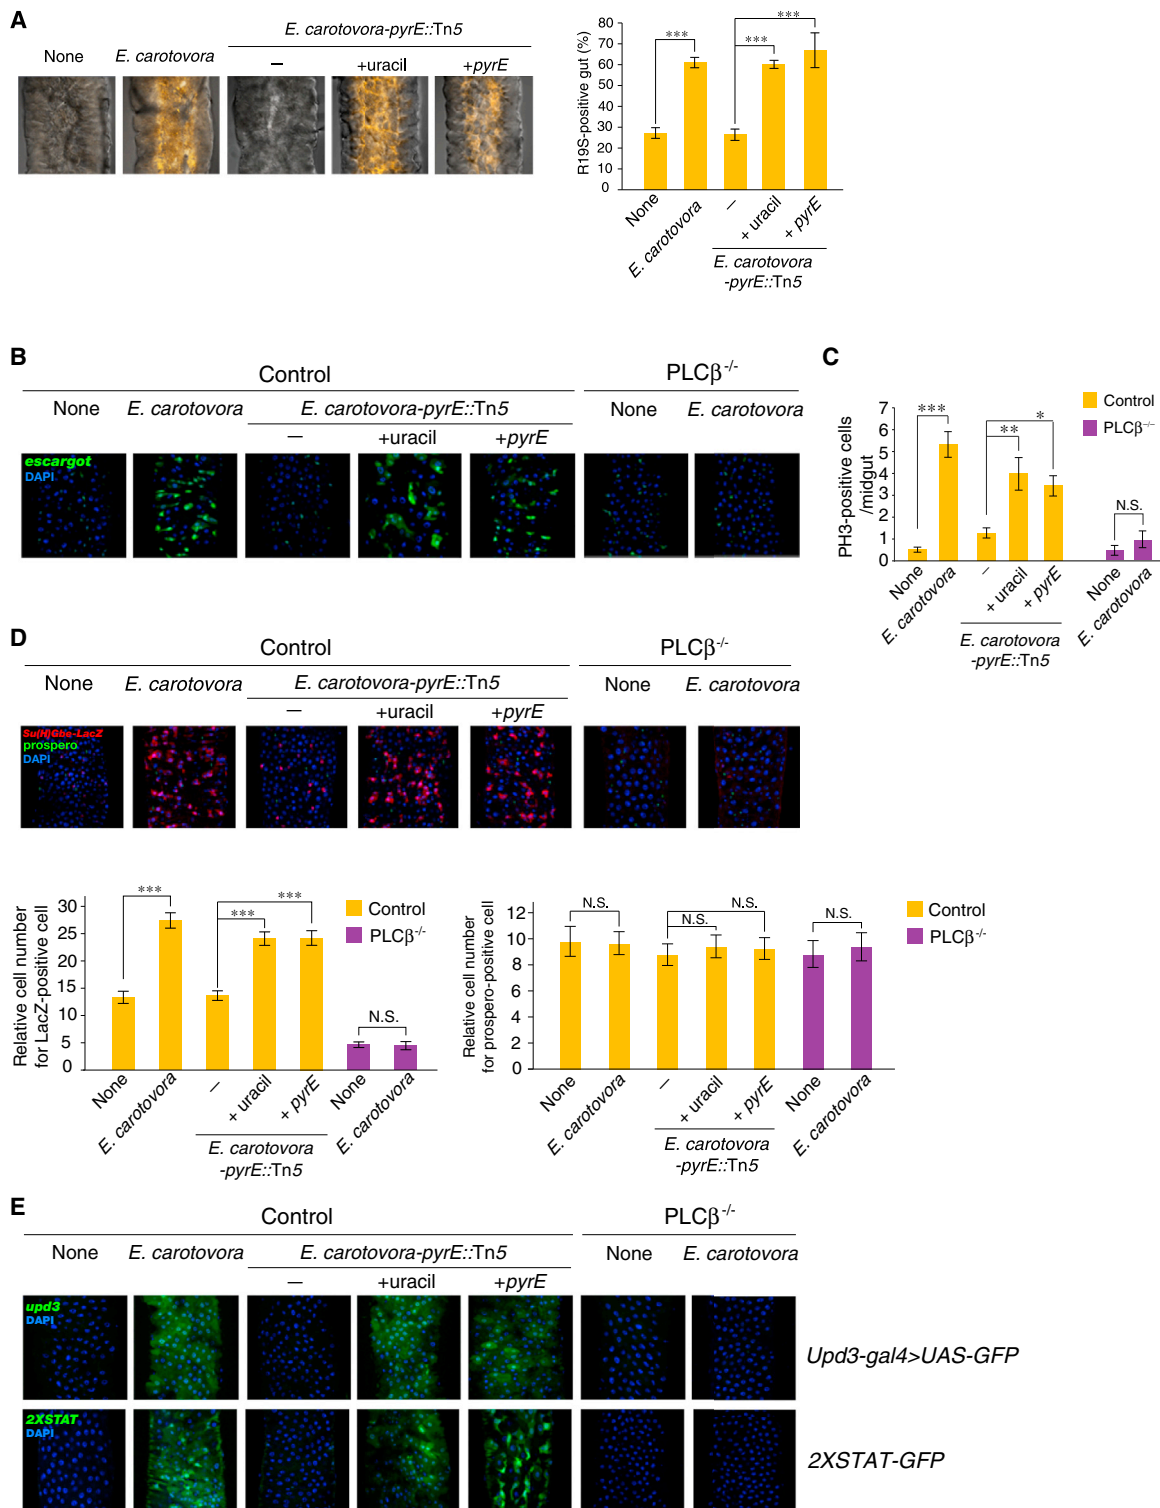 A
E. carotovora-pyrE::Tn5
None
E. carotovora
—
+uracil
+pyrE
R19S-positive gut (%)
80
70
60
50
40
30
20
10
0
***
***
***
None
E. carotovora
—
+ uracil
+ pyrE
E. carotovora
-pyrE::Tn5
B
Control
PLCβ-/-
None
E. carotovora
E. carotovora-pyrE::Tn5
None
E. carotovora
—
+uracil
+pyrE
escargot
DAPI
C
Control
PLCβ-/-
PH3-positive cells
/midgut
7
6
5
4
3
2
1
0
***
**
*
N.S.
None
E. carotovora
—
+ uracil
+ pyrE
None
E. carotovora
E. carotovora
-pyrE::Tn5
D
Control
PLCβ-/-
None
E. carotovora
E. carotovora-pyrE::Tn5
None
E. carotovora
—
+uracil
+pyrE
Su(H)Gbe-LacZ
prospero
DAPI
Relative cell number
for LacZ-positive cell
30
25
20
15
10
5
0
***
***
***
N.S.
Control
PLCβ-/-
None
E. carotovora
—
+ uracil
+ pyrE
None
E. carotovora
E. carotovora
-pyrE::Tn5
Relative cell number
for prospero-positive cell
12
10
8
6
4
2
0
N.S.
N.S.
N.S.
N.S.
Control
PLCβ-/-
None
E. carotovora
—
+ uracil
+ pyrE
None
E. carotovora
E. carotovora
-pyrE::Tn5
E
Control
PLCβ-/-
None
E. carotovora
E. carotovora-pyrE::Tn5
None
E. carotovora
—
+uracil
+pyrE
upd3
DAPI
Upd3-gal4>UAS-GFP
2XSTAT
DAPI
2XSTAT-GFP